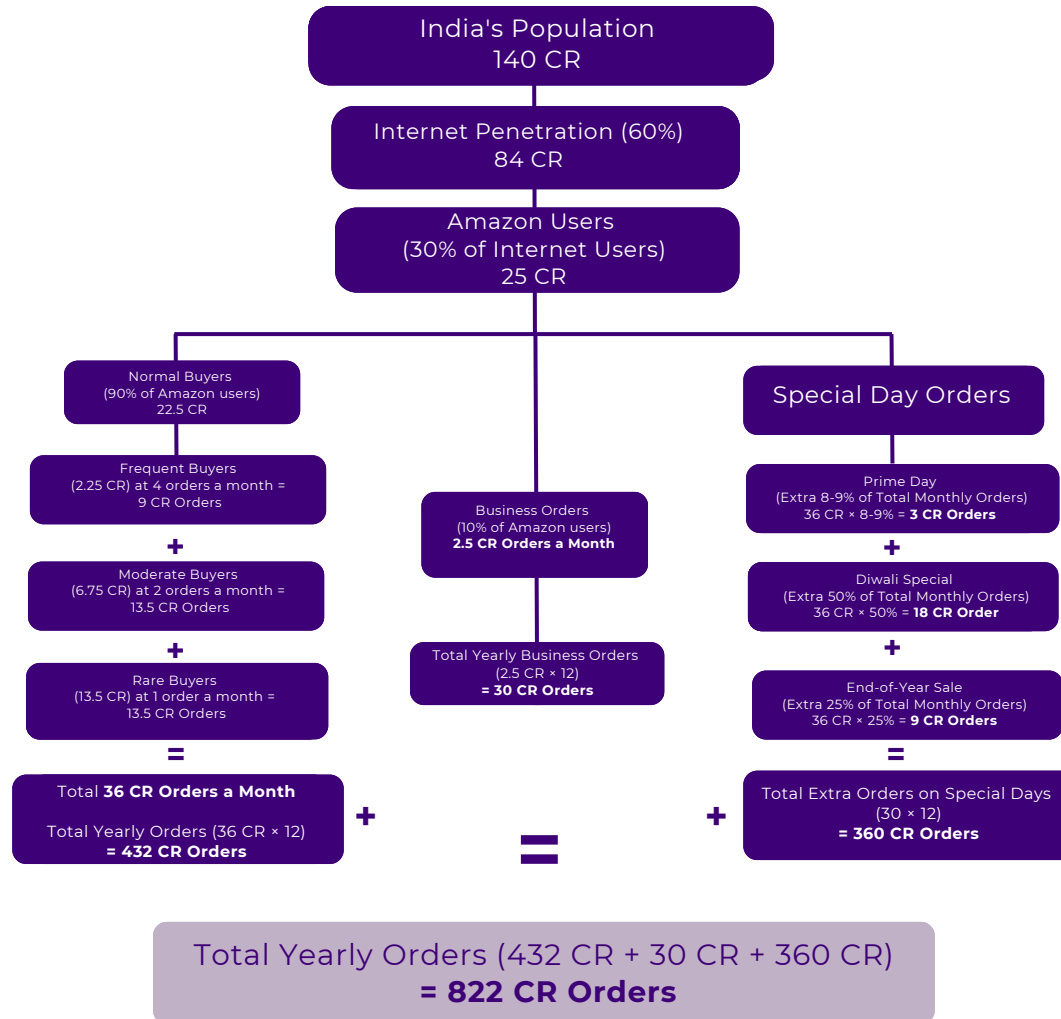 India's Population
140 CR
Internet Penetration (60%)
84 CR
Amazon Users
(30% of Internet Users)
25 CR
Normal Buyers
(90% of Amazon users)
22.5 CR
Frequent Buyers
(2.25 CR) at 4 orders a month =
9 CR Orders
+
Moderate Buyers
(6.75 CR) at 2 orders a month =
13.5 CR Orders
+
Rare Buyers
(13.5 CR) at 1 order a month =
13.5 CR Orders
=
Total 36 CR Orders a Month
Total Yearly Orders (36 CR × 12)
= 432 CR Orders
+
Business Orders
(10% of Amazon users)
2.5 CR Orders a Month
Total Yearly Business Orders
(2.5 CR × 12)
= 30 CR Orders
+
Special Day Orders
Prime Day
(Extra 8-9% of Total Monthly Orders)
36 CR × 8-9% = 3 CR Orders
+
Diwali Special
(Extra 50% of Total Monthly Orders)
36 CR × 50% = 18 CR Order
+
End-of-Year Sale
(Extra 25% of Total Monthly Orders)
36 CR × 25% = 9 CR Orders
=
Total Extra Orders on Special Days
(30 × 12)
= 360 CR Orders
=
Total Yearly Orders (432 CR + 30 CR + 360 CR)
= 822 CR Orders